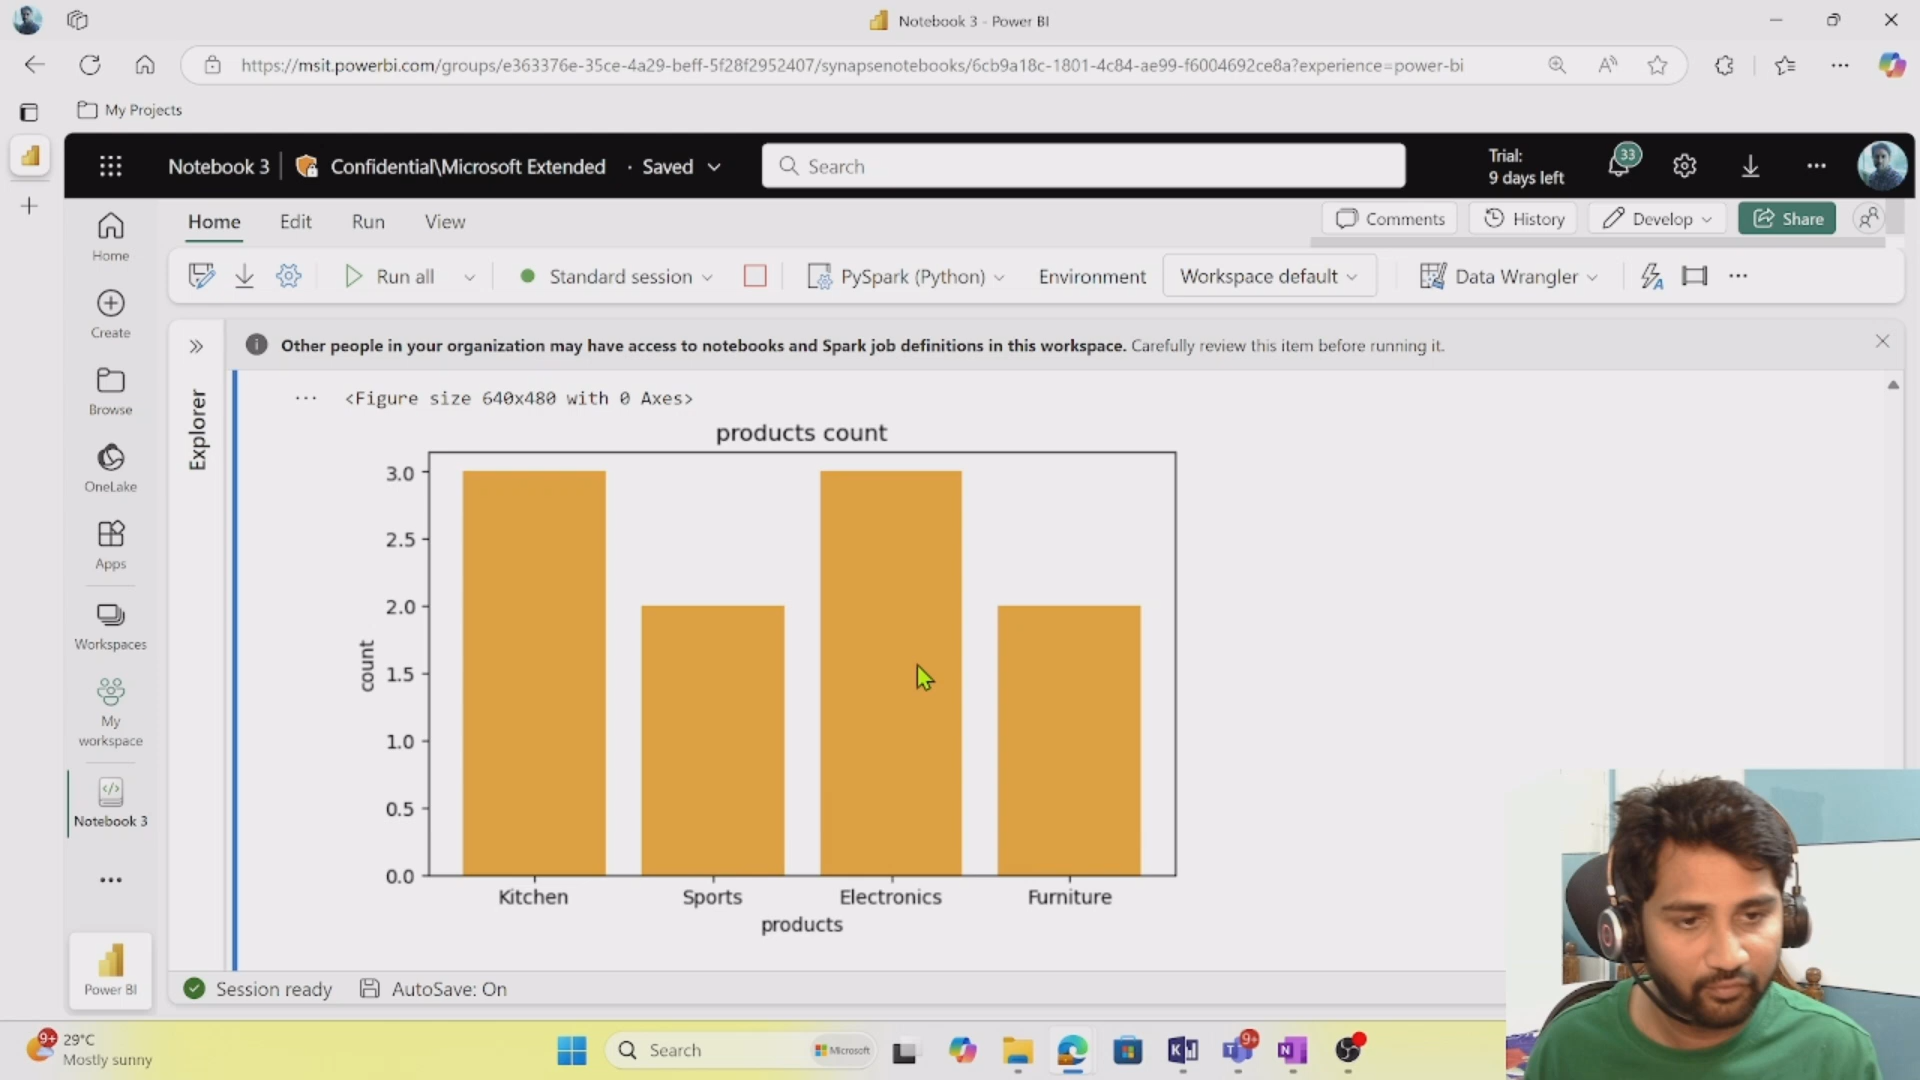 Notebook 3 - Power BI
https://msit.powerbi.com/groups/e363376e-35ce-4a29-beff-5f28f2952407/synapsenotebooks/6cb9a18c-1801-4c84-ae99-f6004692ce8a?experience=power-bi
My Projects
Notebook 3
Confidential\Microsoft Extended · Saved
Search
Trial:
9 days left
33
Home
Edit
Run
View
Comments
History
Develop
Share
Run all
Standard session
PySpark (Python)
Environment
Workspace default
Data Wrangler
Home
Create
Browse
OneLake
Apps
Workspaces
My
workspace
Notebook 3
Power BI
Explorer
Other people in your organization may have access to notebooks and Spark job definitions in this workspace. Carefully review this item before running it.
<Figure size 640x480 with 0 Axes>
products count
3.0
2.5
2.0
1.5
1.0
0.5
0.0
count
Kitchen
Sports
Electronics
Furniture
products
Session ready
AutoSave: On
9+
29°C
Mostly sunny
Search
Microsoft
9+